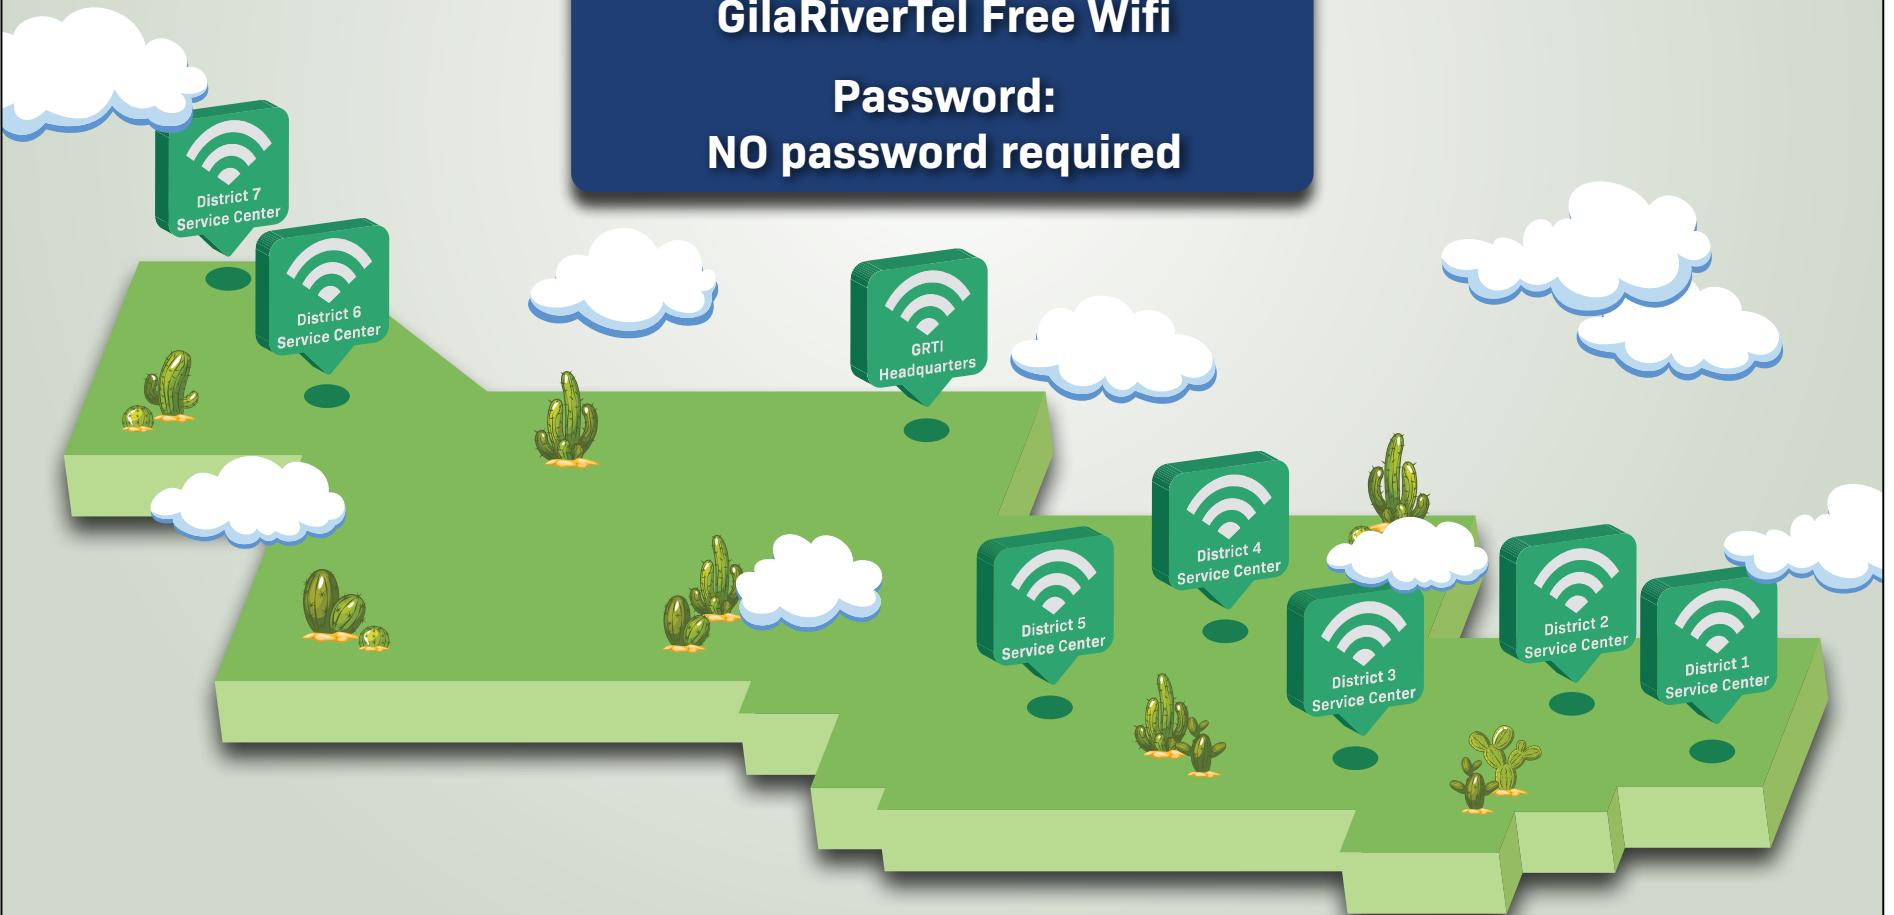 GilaRiverTel Free Wifi
Password:
NO password required
District 7
Service Center
District 6
Service Center
GRTI
Headquarters
District 4
Service Center
District 5
Service Center
District 3
Service Center
District 2
Service Center
District 1
Service Center